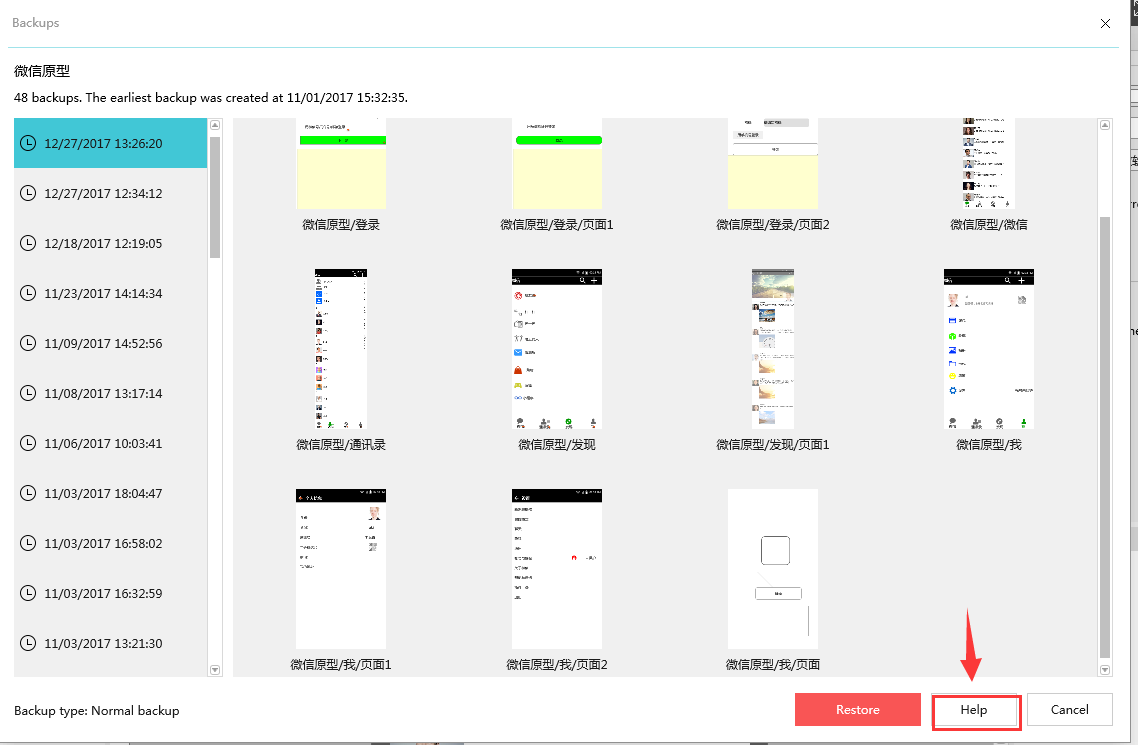 Backups
微信原型
48 backups. The earliest backup was created at 11/01/2017 15:32:35.
12/27/2017 13:26:20
12/27/2017 12:34:12
12/18/2017 12:19:05
11/23/2017 14:14:34
11/09/2017 14:52:56
11/08/2017 13:17:14
11/06/2017 10:03:41
11/03/2017 18:04:47
11/03/2017 16:58:02
11/03/2017 16:32:59
11/03/2017 13:21:30
微信原型/登录
微信原型/登录/页面1
微信原型/登录/页面2
微信原型/微信
微信原型/通讯录
微信原型/发现
微信原型/发现/页面1
微信原型/我
微信原型/我/页面1
微信原型/我/页面2
微信原型/我/页面
Backup type: Normal backup
Restore
Help
Cancel